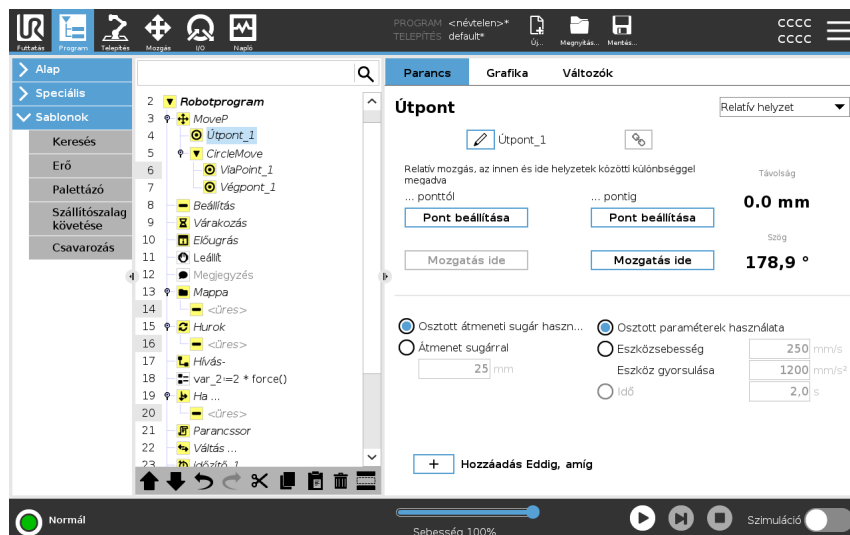 PROGRAM <névtelen>*
TELEPÍTÉS default*
CCCC
CCCC
Futtatás
Program
Telepítés
Mozgás
I/O
Napló
Új...
Megnyitás...
Mentés...
Alap
Speciális
Sablonok
Keresés
Erő
Palettázó
Szállítószalag
követése
Csavarozás
2 Robotprogram
3 MoveP
4 Útpont_1
5 CircleMove
6 ViaPoint_1
7 Végpont_1
8 Beállítás
9 Várakozás
10 Előugrás
11 Leállít
12 Megjegyzés
13 Mappa
14 <üres>
15 Hurok
16 <üres>
17 Hívás-
18 var_2≔2 * force()
19 Ha ...
20 <üres>
21 Parancssor
22 Váltás ...
23 Időzítő_1
Parancs
Grafika
Változók
Útpont
Relatív helyzet
Útpont_1
Relatív mozgás, az innen és ide helyzetek közötti különbséggel
megadva
... ponttól
... pontig
Pont beállítása
Pont beállítása
Mozgatás ide
Mozgatás ide
Távolság
0.0 mm
Szög
178,9 °
Osztott átmeneti sugár haszn...
Átmenet sugárral
25 mm
Osztott paraméterek használata
Eszközsebesség 250 mm/s
Eszköz gyorsulása 1200 mm/s²
Idő 2,0 s
+ Hozzáadás Eddig, amíg
Normál
Sebesség 100%
Szimuláció